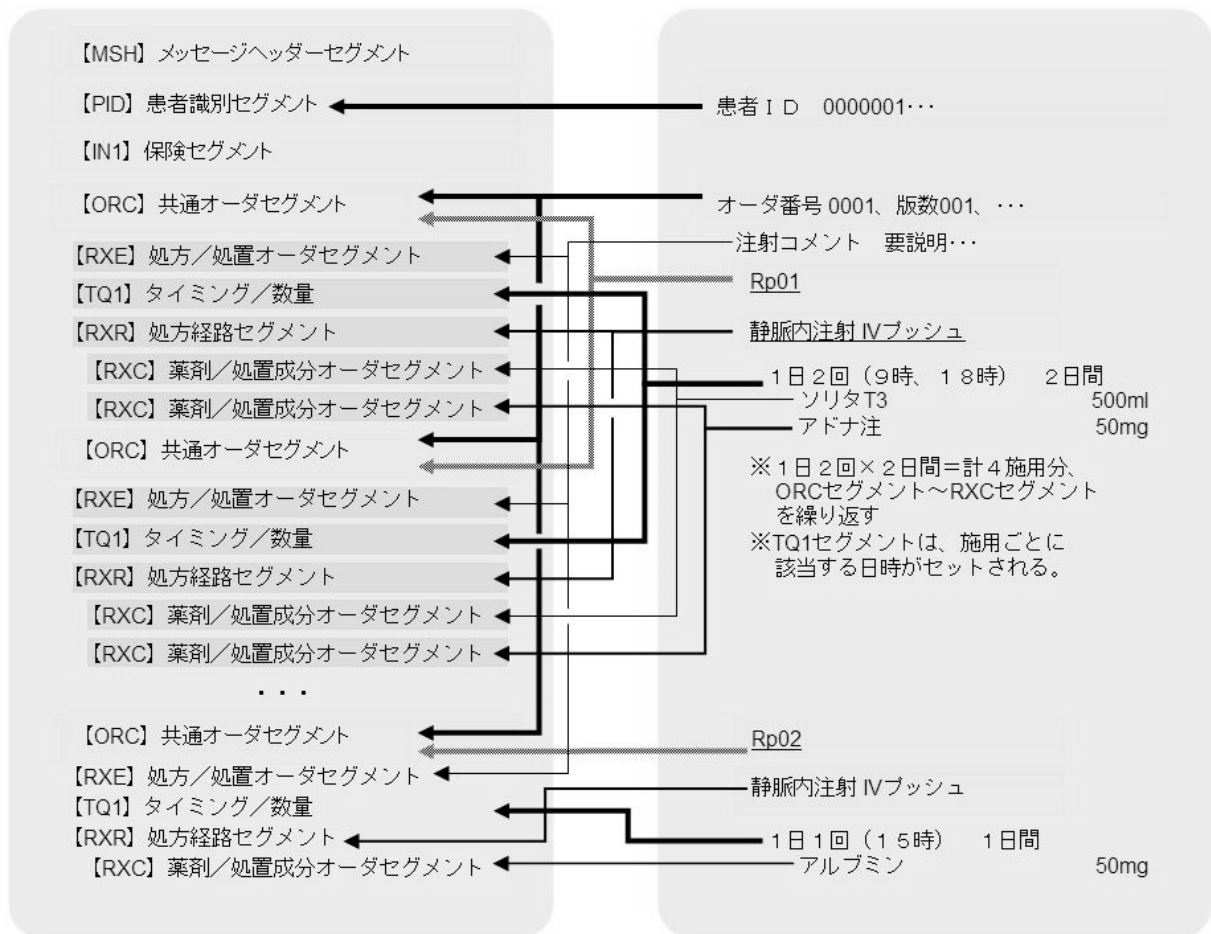 【MSH】メッセージヘッダーセグメント
【PID】患者識別セグメント
患者ＩＤ　0000001･･･
【IN1】保険セグメント
【ORC】共通オーダセグメント
オーダ番号 0001、版数001、･･･
注射コメント　要説明･･･
【RXE】処方／処置オーダセグメント
Rp01
【TQ1】タイミング／数量
【RXR】処方経路セグメント
静脈内注射 IVプッシュ
【RXC】薬剤／処置成分オーダセグメント
１日２回（９時、１８時）　２日間
ソリタT3　500ml
【RXC】薬剤／処置成分オーダセグメント
アドナ注　50mg
【ORC】共通オーダセグメント
※１日２回×２日間＝計４施用分、
ORCセグメント～RXCセグメント
を繰り返す
※TQ1セグメントは、施用ごとに
該当する日時がセットされる。
【RXE】処方／処置オーダセグメント
【TQ1】タイミング／数量
【RXR】処方経路セグメント
【RXC】薬剤／処置成分オーダセグメント
【RXC】薬剤／処置成分オーダセグメント
・・・
【ORC】共通オーダセグメント
Rp02
【RXE】処方／処置オーダセグメント
静脈内注射 IVプッシュ
【TQ1】タイミング／数量
【RXR】処方経路セグメント
１日１回（１５時）　１日間
【RXC】薬剤／処置成分オーダセグメント
アルブミン　50mg